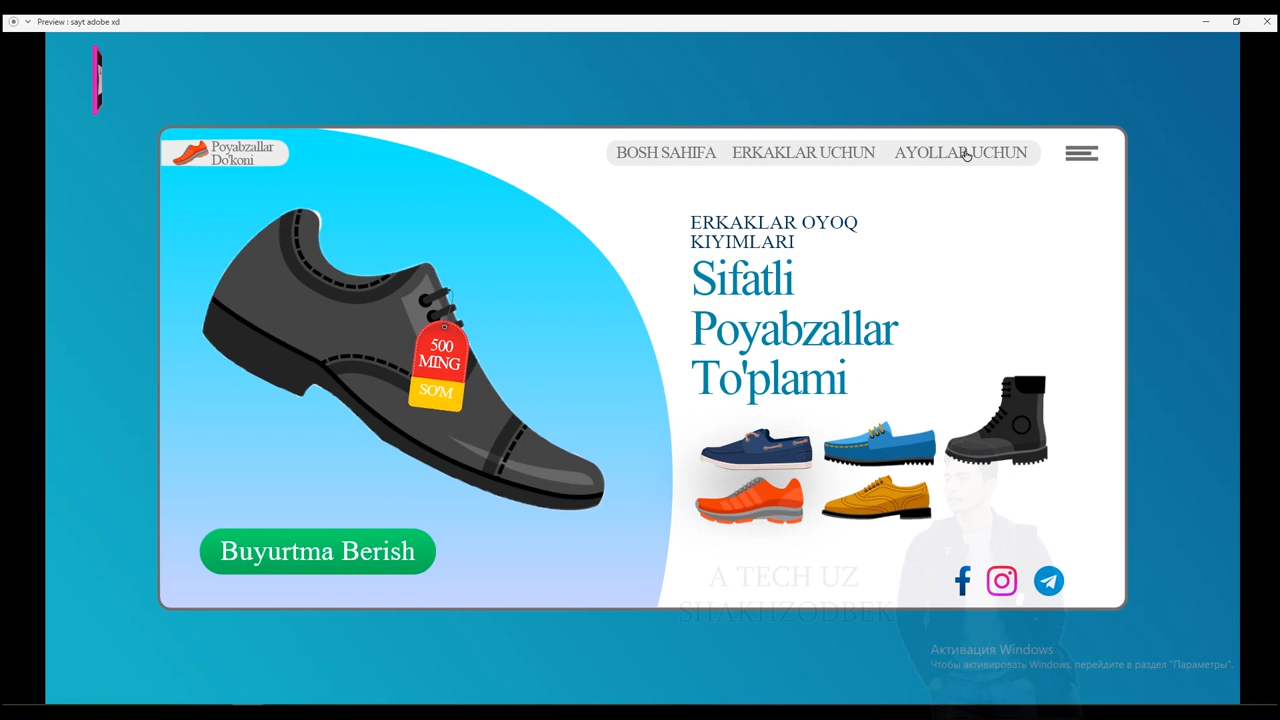 Preview : sayt adobe xd
Poyabzallar
Do'koni
BOSH SAHIFA ERKAKLAR UCHUN AYOLLAR UCHUN
ERKAKLAR OYOQ
KIYIMLARI
Sifatli
Poyabzallar
To'plami
500
MING
SO'M
Buyurtma Berish
A TECH UZ
SHAKHZODBEK
Активация Windows
Чтобы активировать Windows, перейдите в раздел "Параметры".